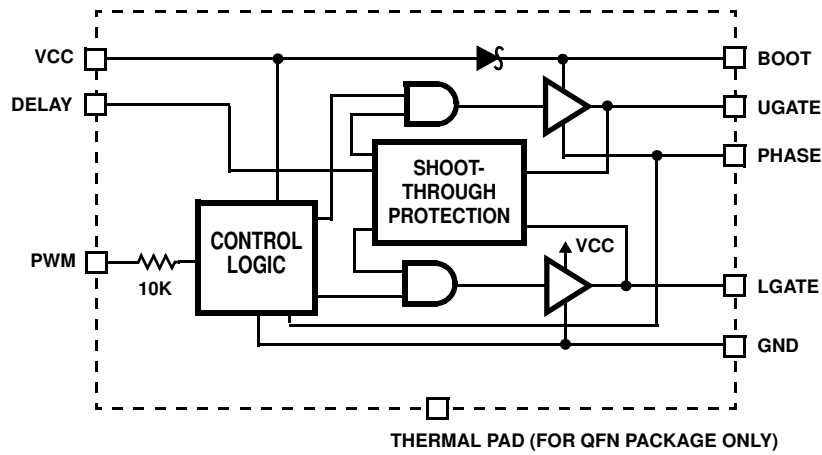 VCC
BOOT
DELAY
UGATE
PHASE
SHOOT-
THROUGH
PROTECTION
CONTROL
LOGIC
VCC
PWM
10K
LGATE
GND
THERMAL PAD (FOR QFN PACKAGE ONLY)